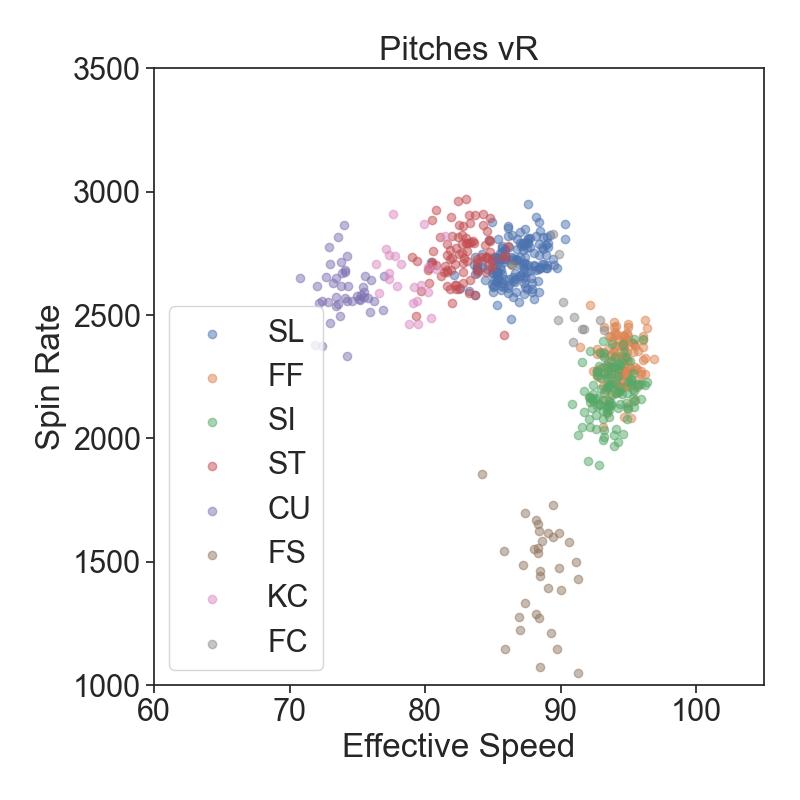 Pitches vR
3500
3000
2500
2000
1500
1000
Spin Rate
SL
FF
SI
ST
CU
FS
KC
FC
60 70 80 90 100
Effective Speed